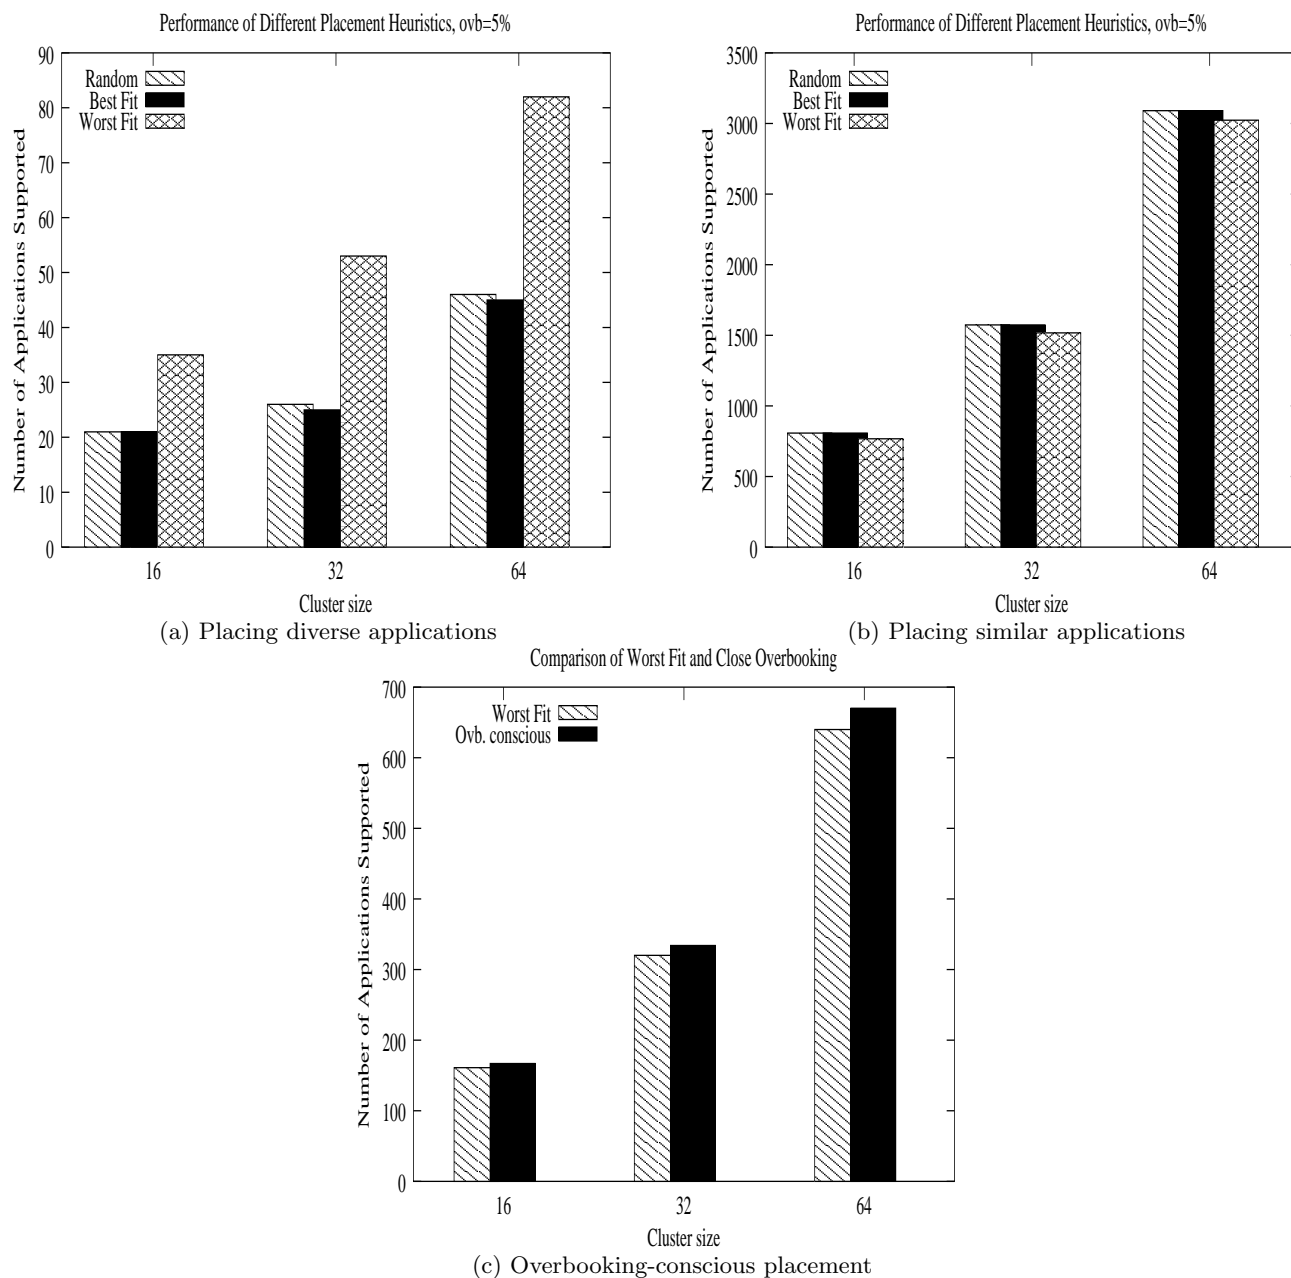 Performance of Different Placement Heuristics, ovb=5%
Number of Applications Supported
90
80
70
60
50
40
30
20
10
0
Random
Best Fit
Worst Fit
16
32
64
Cluster size
(a) Placing diverse applications
Performance of Different Placement Heuristics, ovb=5%
Number of Applications Supported
3500
3000
2500
2000
1500
1000
500
0
Random
Best Fit
Worst Fit
16
32
64
Cluster size
(b) Placing similar applications
Comparison of Worst Fit and Close Overbooking
Number of Applications Supported
700
600
500
400
300
200
100
0
Worst Fit
Ovb. conscious
16
32
64
Cluster size
(c) Overbooking-conscious placement